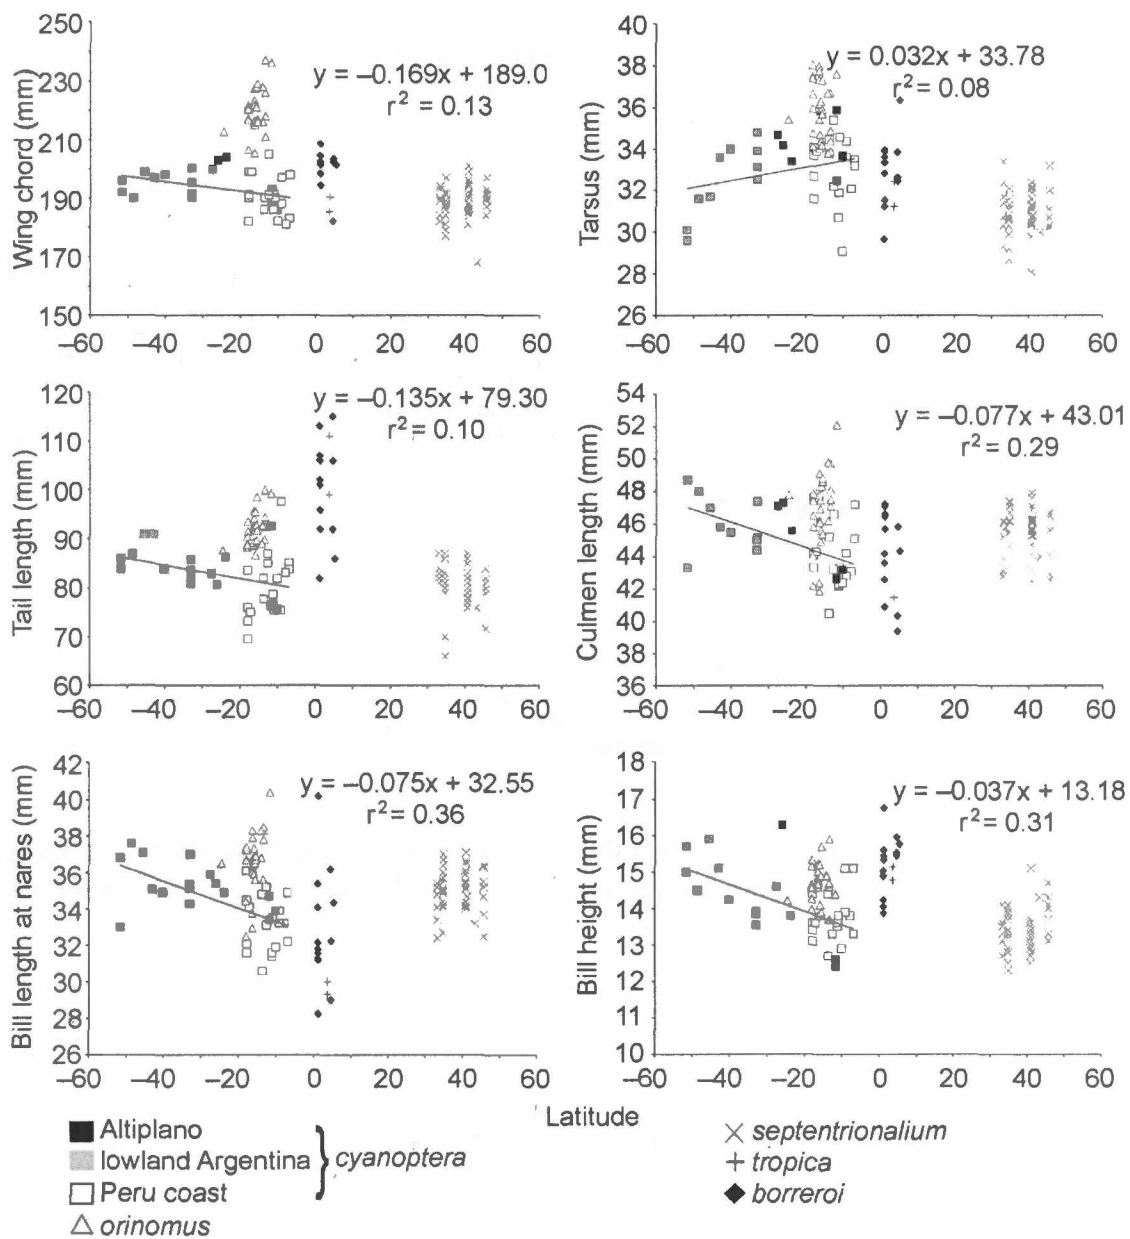 250
230
210
190
170
150
Wing chord (mm)
y = –0.169x + 189.0
r² = 0.13
–60 –40 –20 0 20 40 60
40
38
36
34
32
30
28
26
Tarsus (mm)
y = 0.032x + 33.78
r² = 0.08
–60 –40 –20 0 20 40 60
120
110
100
90
80
70
60
Tail length (mm)
y = –0.135x + 79.30
r² = 0.10
–60 –40 –20 0 20 40 60
54
52
50
48
46
44
42
40
38
36
Culmen length (mm)
y = –0.077x + 43.01
r² = 0.29
–60 –40 –20 0 20 40 60
42
40
38
36
34
32
30
28
26
Bill length at nares (mm)
y = –0.075x + 32.55
r² = 0.36
–60 –40 –20 0 20 40 60
18
17
16
15
14
13
12
11
10
Bill height (mm)
y = –0.037x + 13.18
r² = 0.31
–60 –40 –20 0 20 40 60
Latitude
Altiplano
lowland Argentina
Peru coast
cyanoptera
orinomus
septentrionalium
tropica
borreroi